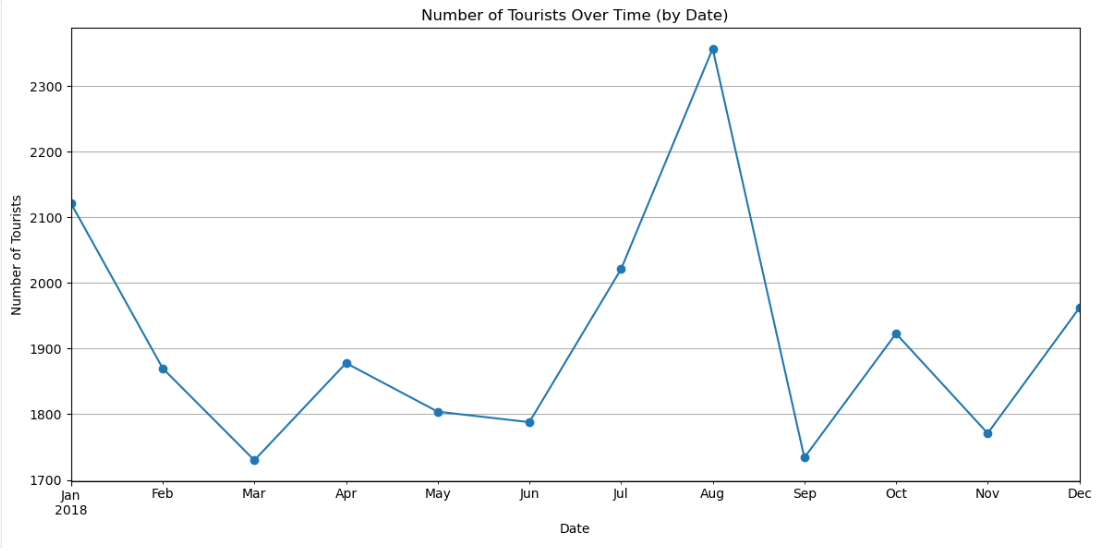 Number of Tourists Over Time (by Date)
Number of Tourists
2300
2200
2100
2000
1900
1800
1700
Jan Feb Mar Apr May Jun Jul Aug Sep Oct Nov Dec
2018
Date